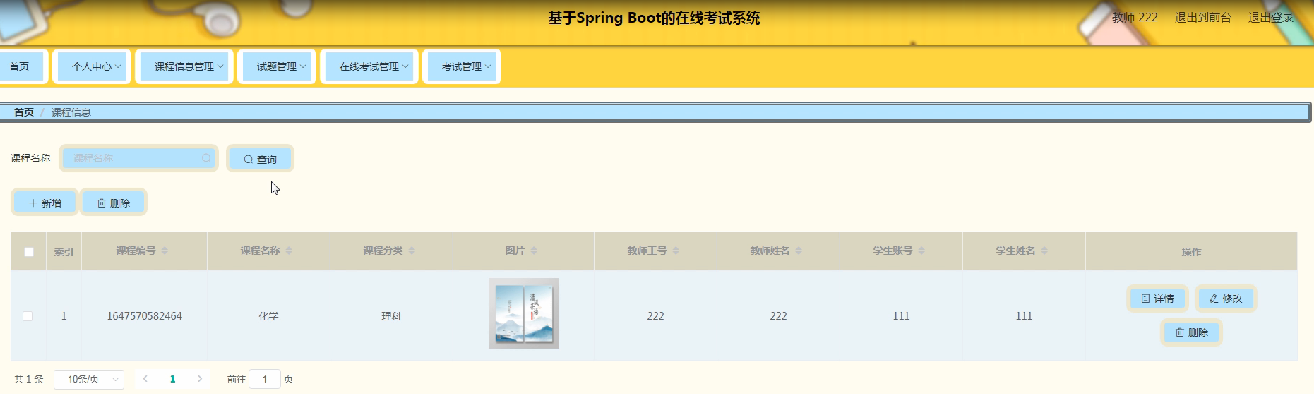 基于Spring Boot的在线考试系统
教师 222 退出到前台 退出登录
首页 个人中心 课程信息管理 试题管理 在线考试管理 考试管理
首页 / 课程信息
课程名称 课程名称 查询
新增 删除
索引 课程编号 课程名称 课程分类 图片 教师工号 教师姓名 学生账号 学生姓名 操作
1 1647570582464 化学 理科 222 222 111 111 详情 修改
删除
共 1 条 10条/页 1 前往 1 页